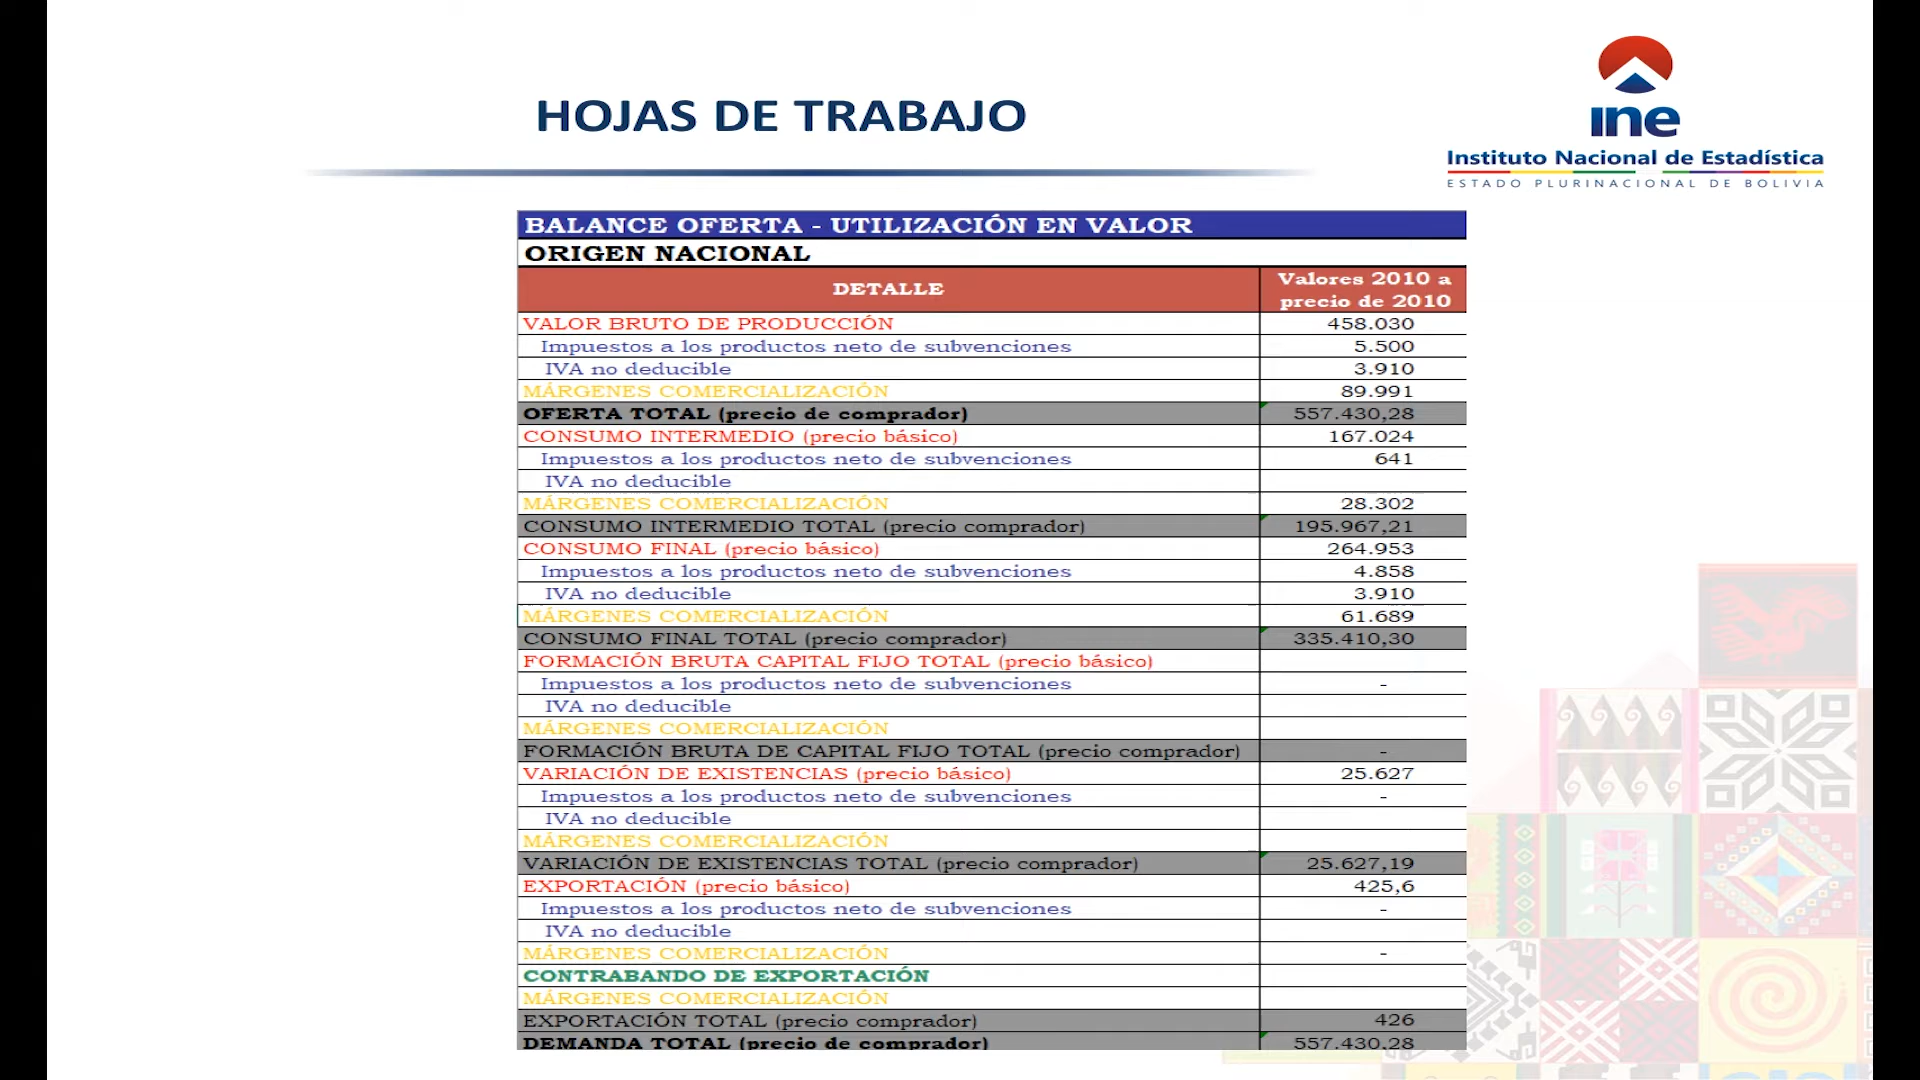 HOJAS DE TRABAJO
ine
Instituto Nacional de Estadística
ESTADO PLURINACIONAL DE BOLIVIA
BALANCE OFERTA - UTILIZACIÓN EN VALOR
ORIGEN NACIONAL
DETALLE Valores 2010 a
precio de 2010
VALOR BRUTO DE PRODUCCIÓN 458.030
Impuestos a los productos neto de subvenciones 5.500
IVA no deducible 3.910
MÁRGENES COMERCIALIZACIÓN 89.991
OFERTA TOTAL (precio de comprador) 557.430,28
CONSUMO INTERMEDIO (precio básico) 167.024
Impuestos a los productos neto de subvenciones 641
IVA no deducible
MÁRGENES COMERCIALIZACIÓN 28.302
CONSUMO INTERMEDIO TOTAL (precio comprador) 195.967,21
CONSUMO FINAL (precio básico) 264.953
Impuestos a los productos neto de subvenciones 4.858
IVA no deducible 3.910
MÁRGENES COMERCIALIZACIÓN 61.689
CONSUMO FINAL TOTAL (precio comprador) 335.410,30
FORMACIÓN BRUTA CAPITAL FIJO TOTAL (precio básico)
Impuestos a los productos neto de subvenciones -
IVA no deducible
MÁRGENES COMERCIALIZACIÓN
FORMACIÓN BRUTA DE CAPITAL FIJO TOTAL (precio comprador) -
VARIACIÓN DE EXISTENCIAS (precio básico) 25.627
Impuestos a los productos neto de subvenciones -
IVA no deducible
MÁRGENES COMERCIALIZACIÓN
VARIACIÓN DE EXISTENCIAS TOTAL (precio comprador) 25.627,19
EXPORTACIÓN (precio básico) 425,6
Impuestos a los productos neto de subvenciones -
IVA no deducible
MÁRGENES COMERCIALIZACIÓN -
CONTRABANDO DE EXPORTACIÓN
MÁRGENES COMERCIALIZACIÓN
EXPORTACIÓN TOTAL (precio comprador) 426
DEMANDA TOTAL (precio de comprador) 557.430,28